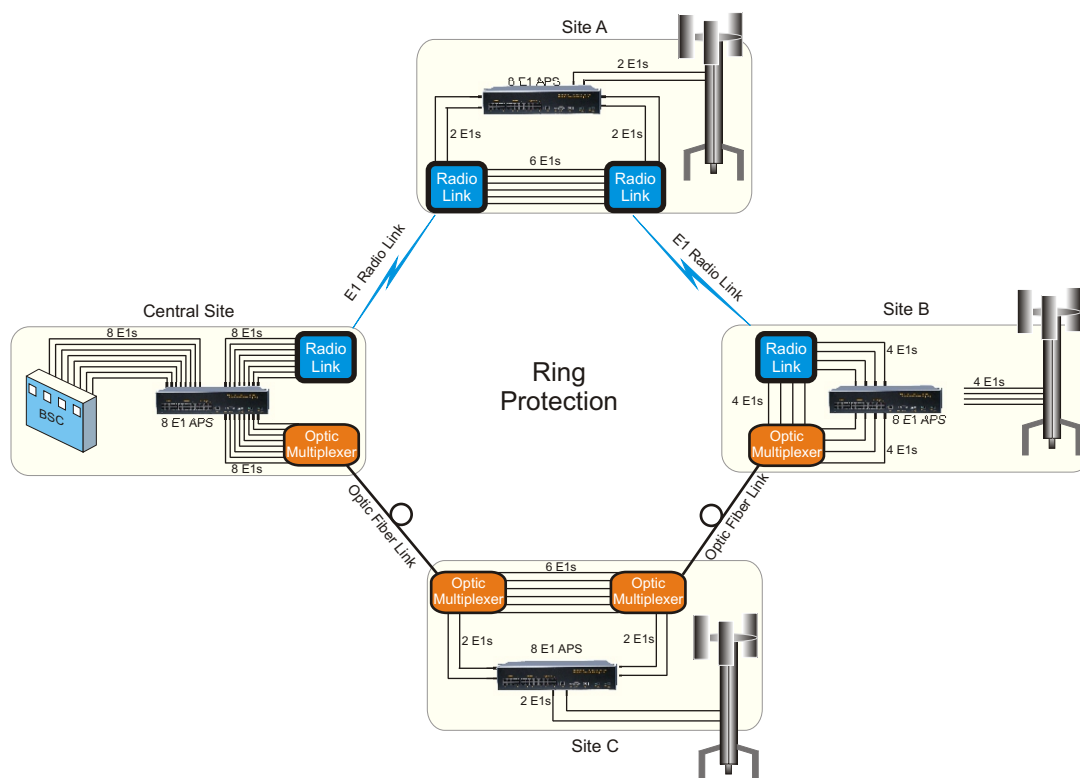 Site A
2 E1s
8 E1 APS
2 E1s
2 E1s
6 E1s
Radio
Link
Radio
Link
E1 Radio Link
E1 Radio Link
Central Site
8 E1s
8 E1s
Radio
Link
BSC
8 E1 APS
Optic
Multiplexer
8 E1s
Ring
Protection
Site B
Radio
Link
4 E1s
4 E1s
4 E1s
8 E1 APS
Optic
Multiplexer
4 E1s
Optic Fiber Link
Optic Fiber Link
6 E1s
Optic
Multiplexer
Optic
Multiplexer
2 E1s
2 E1s
8 E1 APS
2 E1s
Site C